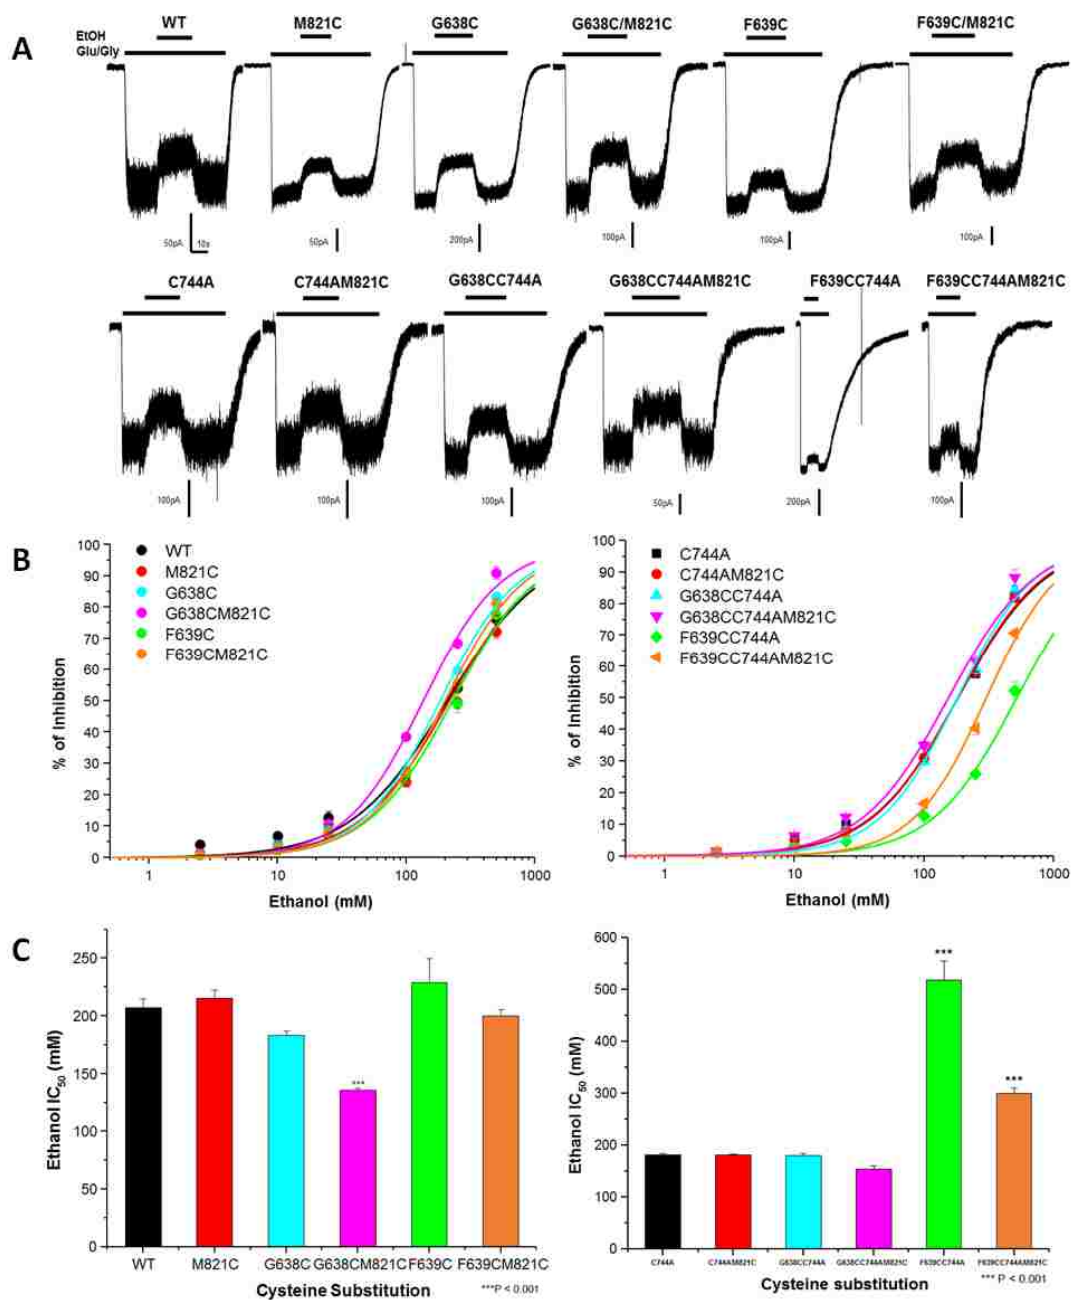 A
WT M821C G638C G638C/M821C F639C F639C/M821C
EtOH
Glu/Gly
50pA 10s 50pA 200pA 100pA 100pA 100pA
C744A C744AM821C G638CC744A G638CC744AM821C F639CC744A F639CC744AM821C
100pA 100pA 100pA 50pA 200pA 100pA
B
% of Inhibition
100
90
80
70
60
50
40
30
20
10
0
WT
M821C
G638C
G638CM821C
F639C
F639CM821C
1 10 100 1000
Ethanol (mM)
% of Inhibition
100
90
80
70
60
50
40
30
20
10
0
C744A
C744AM821C
G638CC744A
G638CC744AM821C
F639CC744A
F639CC744AM821C
1 10 100 1000
Ethanol (mM)
C
Ethanol IC50 (mM)
250
200
150
100
50
0
***
WT M821C G638C G638CM821C F639C F639CM821C
Cysteine Substitution
***P < 0.001
Ethanol IC50 (mM)
600
500
400
300
200
100
0
***
***
C744A C744AM821C G638CC744A G638CC744AM821C F639CC744A F639CC744AM821C
Cysteine substitution
*** P < 0.001